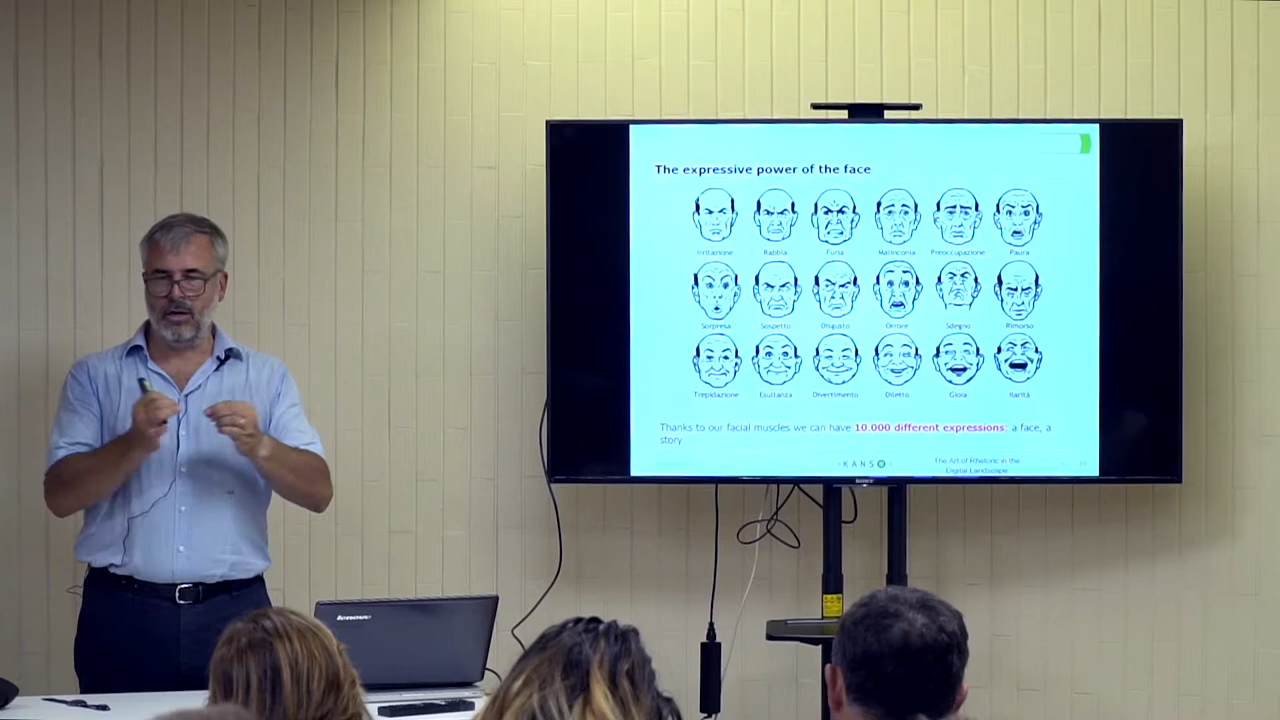 The expressive power of the face
Irritazione Rabbia Furia Malinconia Preoccupazione Paura
Sorpresa Sospetto Disgusto Orrore Sdegno Rimorso
Trepidazione Esultanza Divertimento Diletto Gioia Ilarità
Thanks to our facial muscles we can have 10.000 different expressions: a face, a
story
KANSO
The Art of Rhetoric in the
Digital Landscape
SONY
lenovo